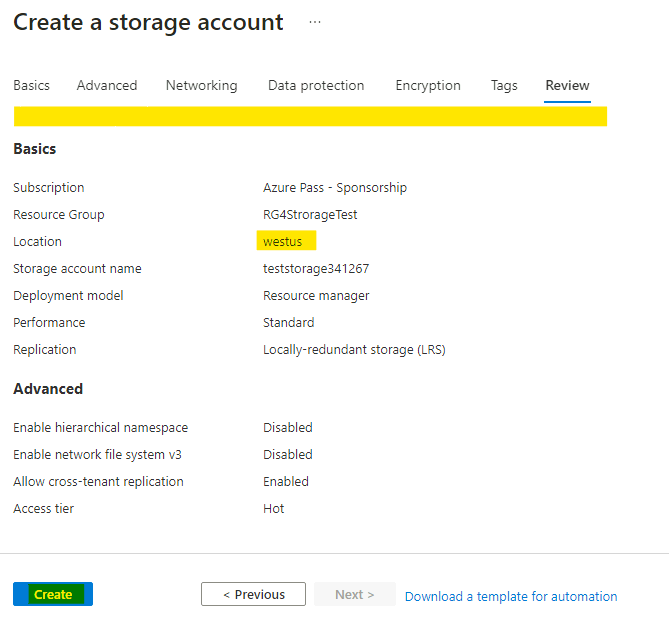 Create a storage account ...
Basics Advanced Networking Data protection Encryption Tags Review
Basics
Subscription Azure Pass - Sponsorship
Resource Group RG4StrorageTest
Location westus
Storage account name teststorage341267
Deployment model Resource manager
Performance Standard
Replication Locally-redundant storage (LRS)
Advanced
Enable hierarchical namespace Disabled
Enable network file system v3 Disabled
Allow cross-tenant replication Enabled
Access tier Hot
Create < Previous Next > Download a template for automation